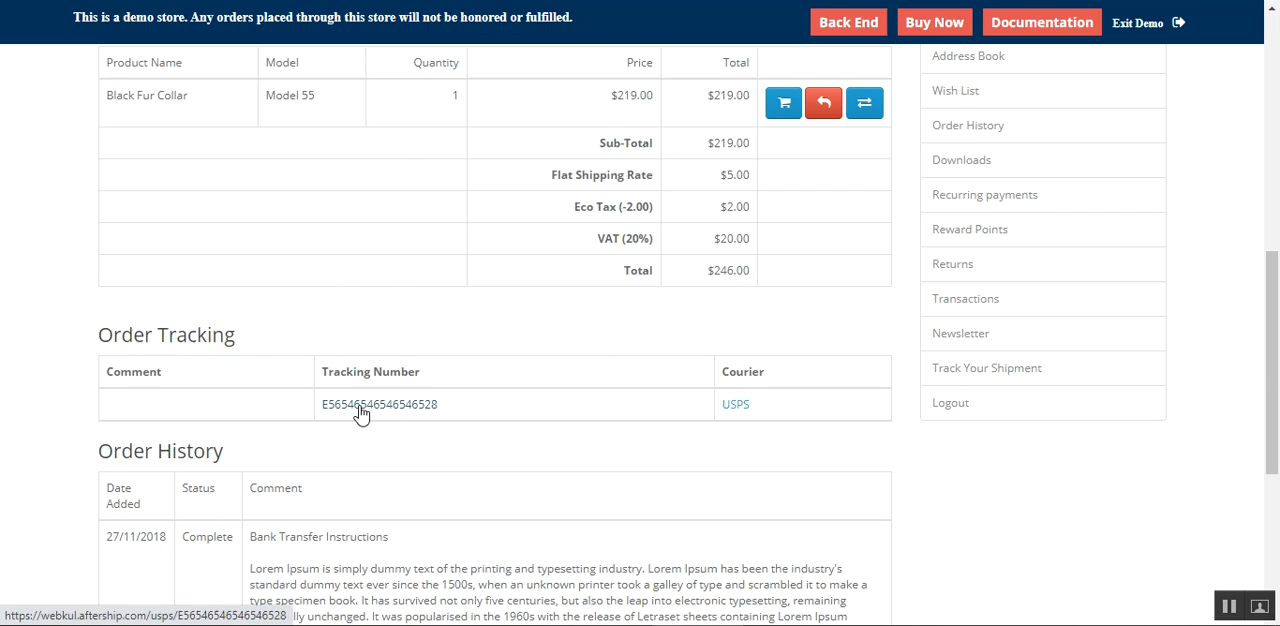 This is a demo store. Any orders placed through this store will not be honored or fulfilled.
Back End
Buy Now
Documentation
Exit Demo
Product Name Model Quantity Price Total
Black Fur Collar Model 55 1 $219.00 $219.00
Sub-Total $219.00
Flat Shipping Rate $5.00
Eco Tax (-2.00) $2.00
VAT (20%) $20.00
Total $246.00
Order Tracking
Comment Tracking Number Courier
E56546546546546528 USPS
Order History
Date Added Status Comment
27/11/2018 Complete Bank Transfer Instructions
Lorem Ipsum is simply dummy text of the printing and typesetting industry. Lorem Ipsum has been the industry's
standard dummy text ever since the 1500s, when an unknown printer took a galley of type and scrambled it to make a
type specimen book. It has survived not only five centuries, but also the leap into electronic typesetting, remaining
lly unchanged. It was popularised in the 1960s with the release of Letraset sheets containing Lorem Ipsum
Address Book
Wish List
Order History
Downloads
Recurring payments
Reward Points
Returns
Transactions
Newsletter
Track Your Shipment
Logout
https://webkul.aftership.com/usps/E56546546546546528